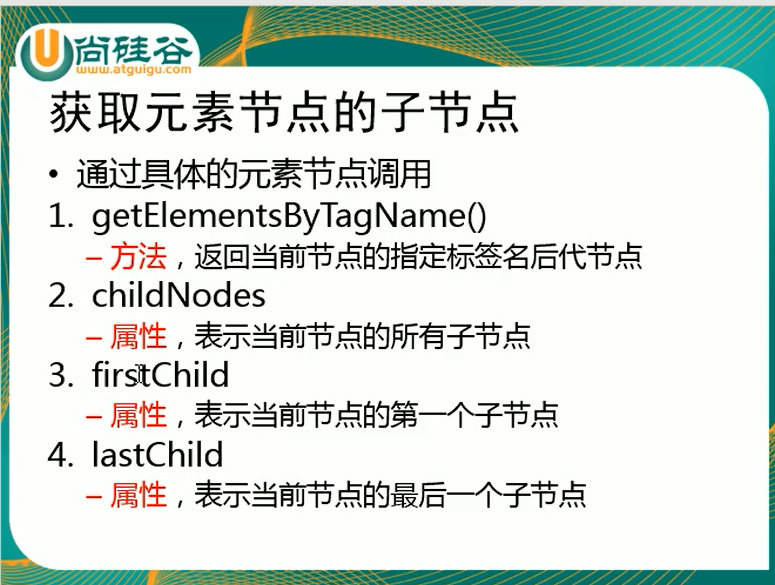 尚硅谷
www.atguigu.com
获取元素节点的子节点
• 通过具体的元素节点调用
1. getElementsByTagName()
– 方法，返回当前节点的指定标签名后代节点
2. childNodes
– 属性，表示当前节点的所有子节点
3. firstChild
– 属性，表示当前节点的第一个子节点
4. lastChild
– 属性，表示当前节点的最后一个子节点